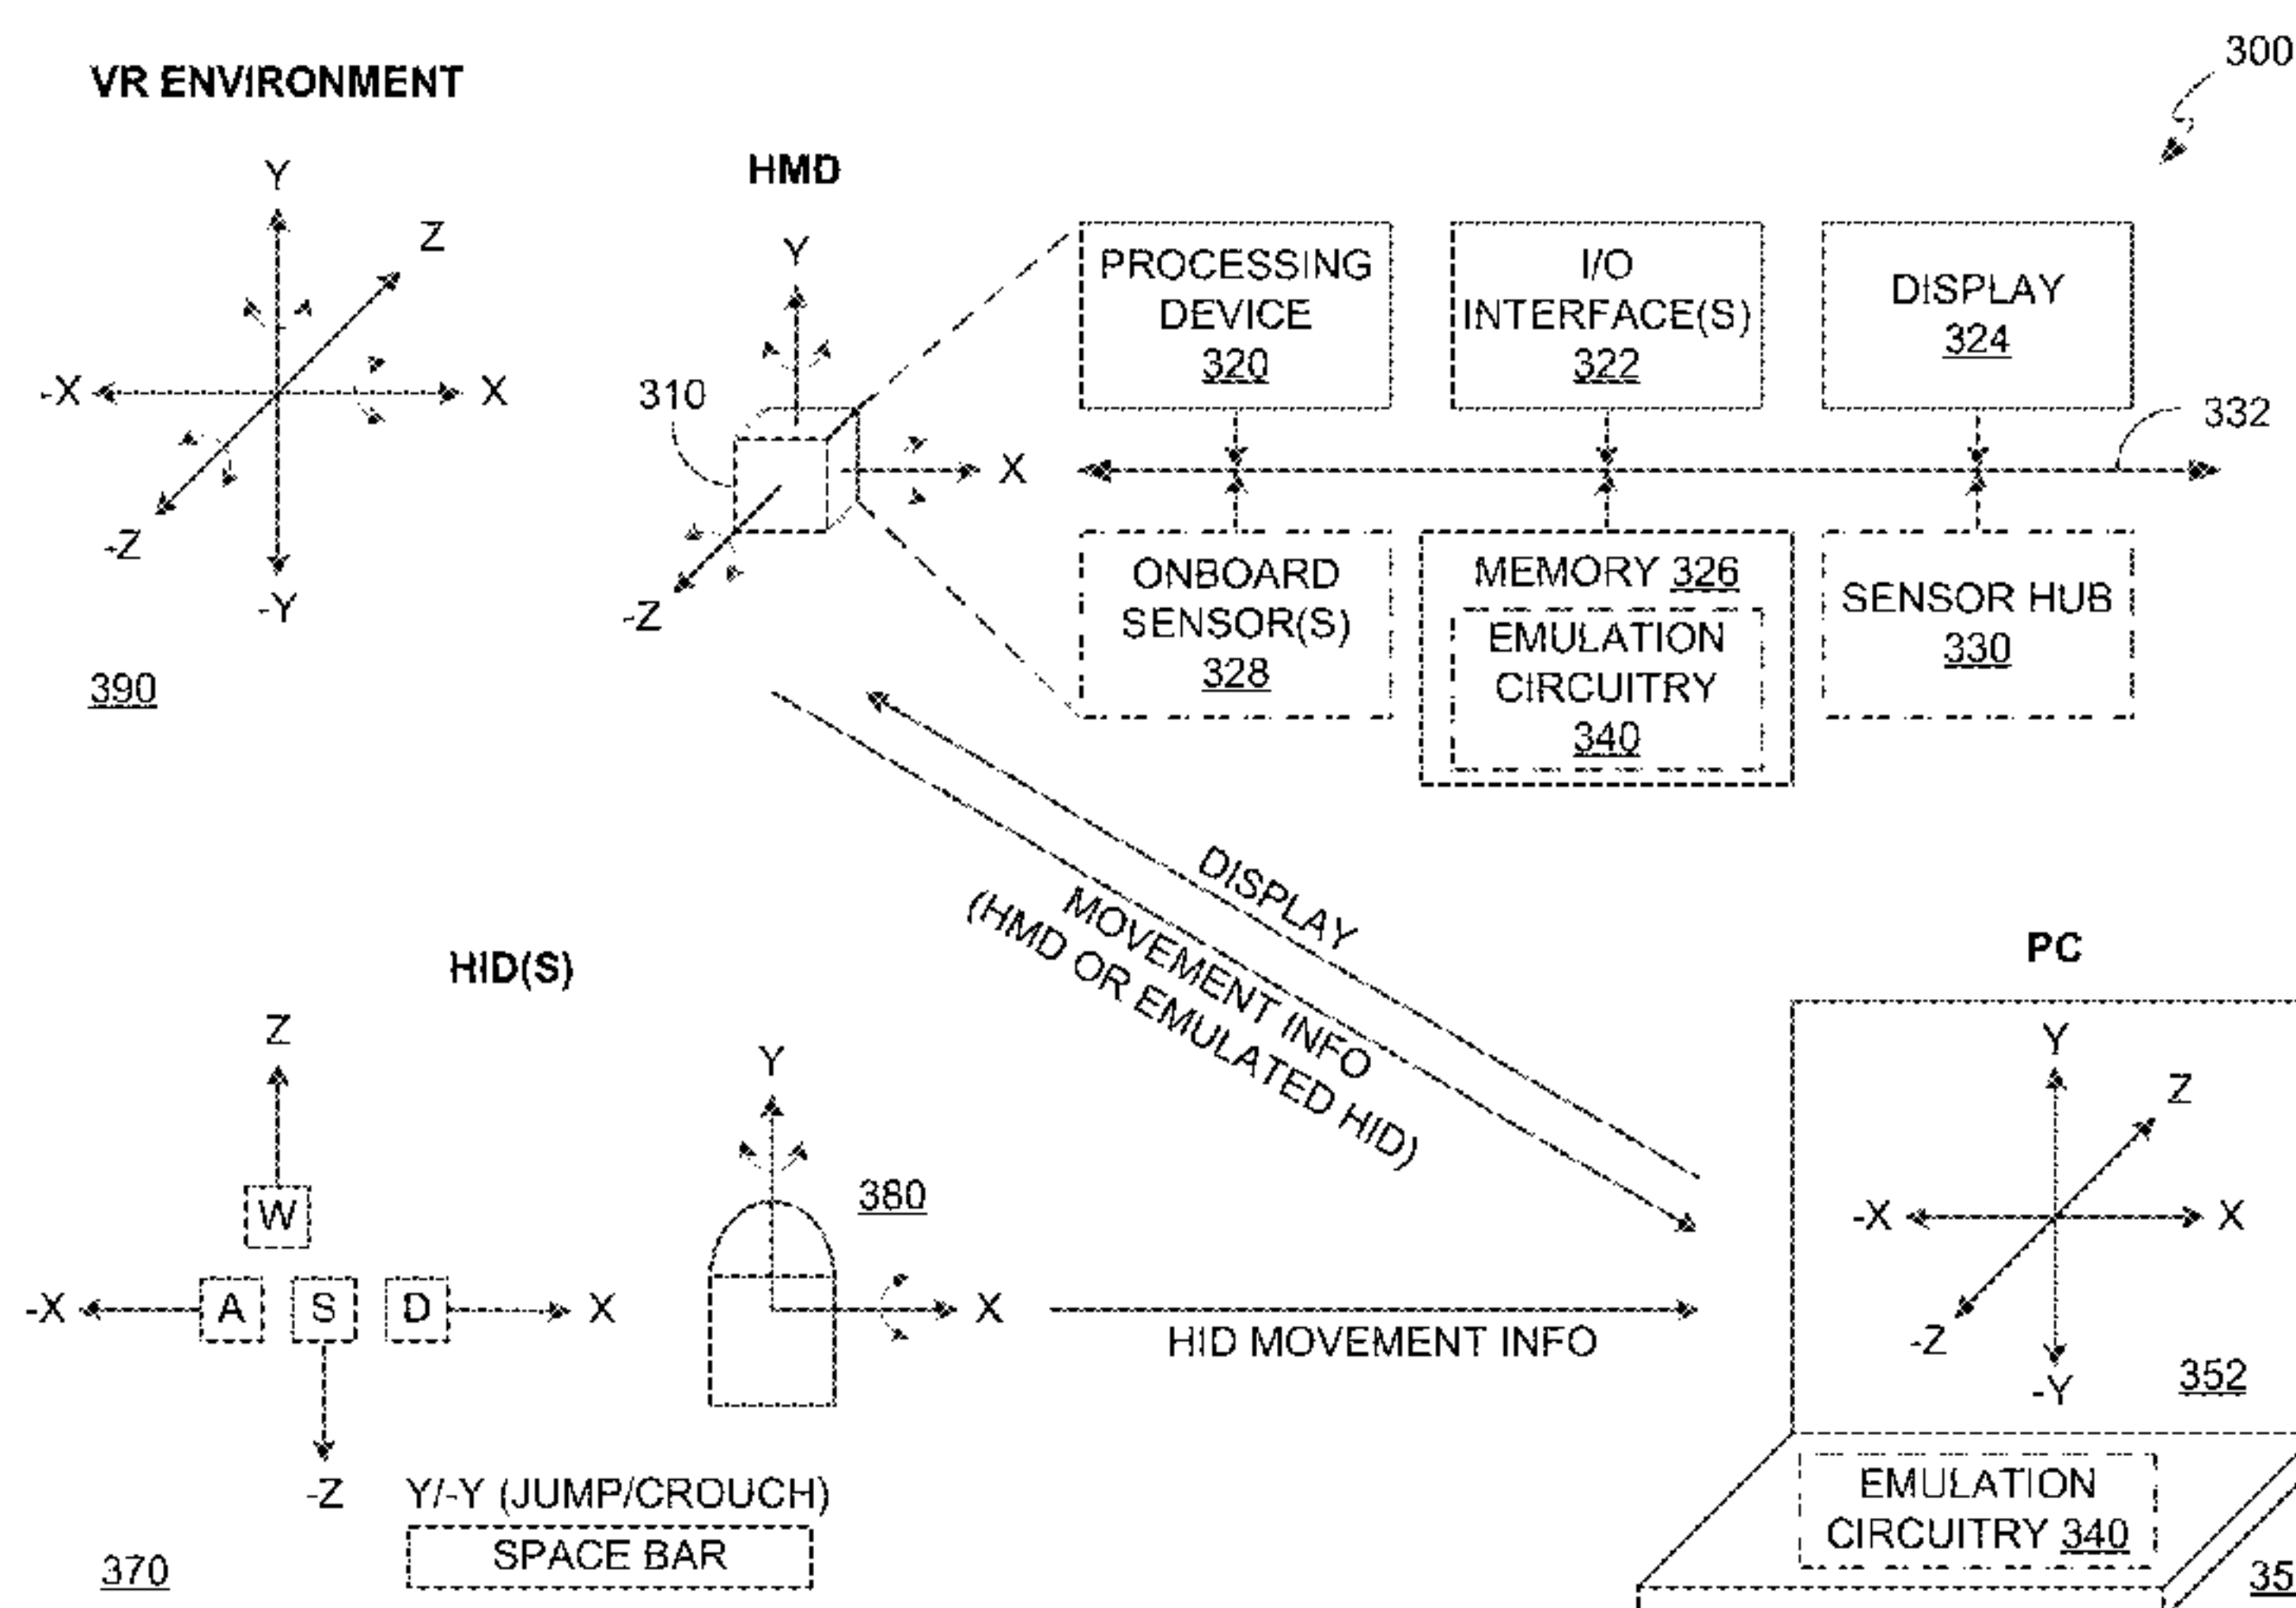 300
VR ENVIRONMENT
Y
Z
-X
X
-Z
-Y
390
HMD
Y
310
X
-Z
PROCESSING
DEVICE
320
I/O
INTERFACE(S)
322
DISPLAY
324
332
ONBOARD
SENSOR(S)
328
MEMORY 326
EMULATION
CIRCUITRY
340
SENSOR HUB
330
DISPLAY
MOVEMENT INFO
(HMD OR EMULATED HID)
HID(S)
Z
W
-X
A
S
D
X
-Z
Y/-Y (JUMP/CROUCH)
SPACE BAR
370
Y
380
X
HID MOVEMENT INFO
PC
Y
Z
-X
X
-Z
-Y
352
EMULATION
CIRCUITRY 340